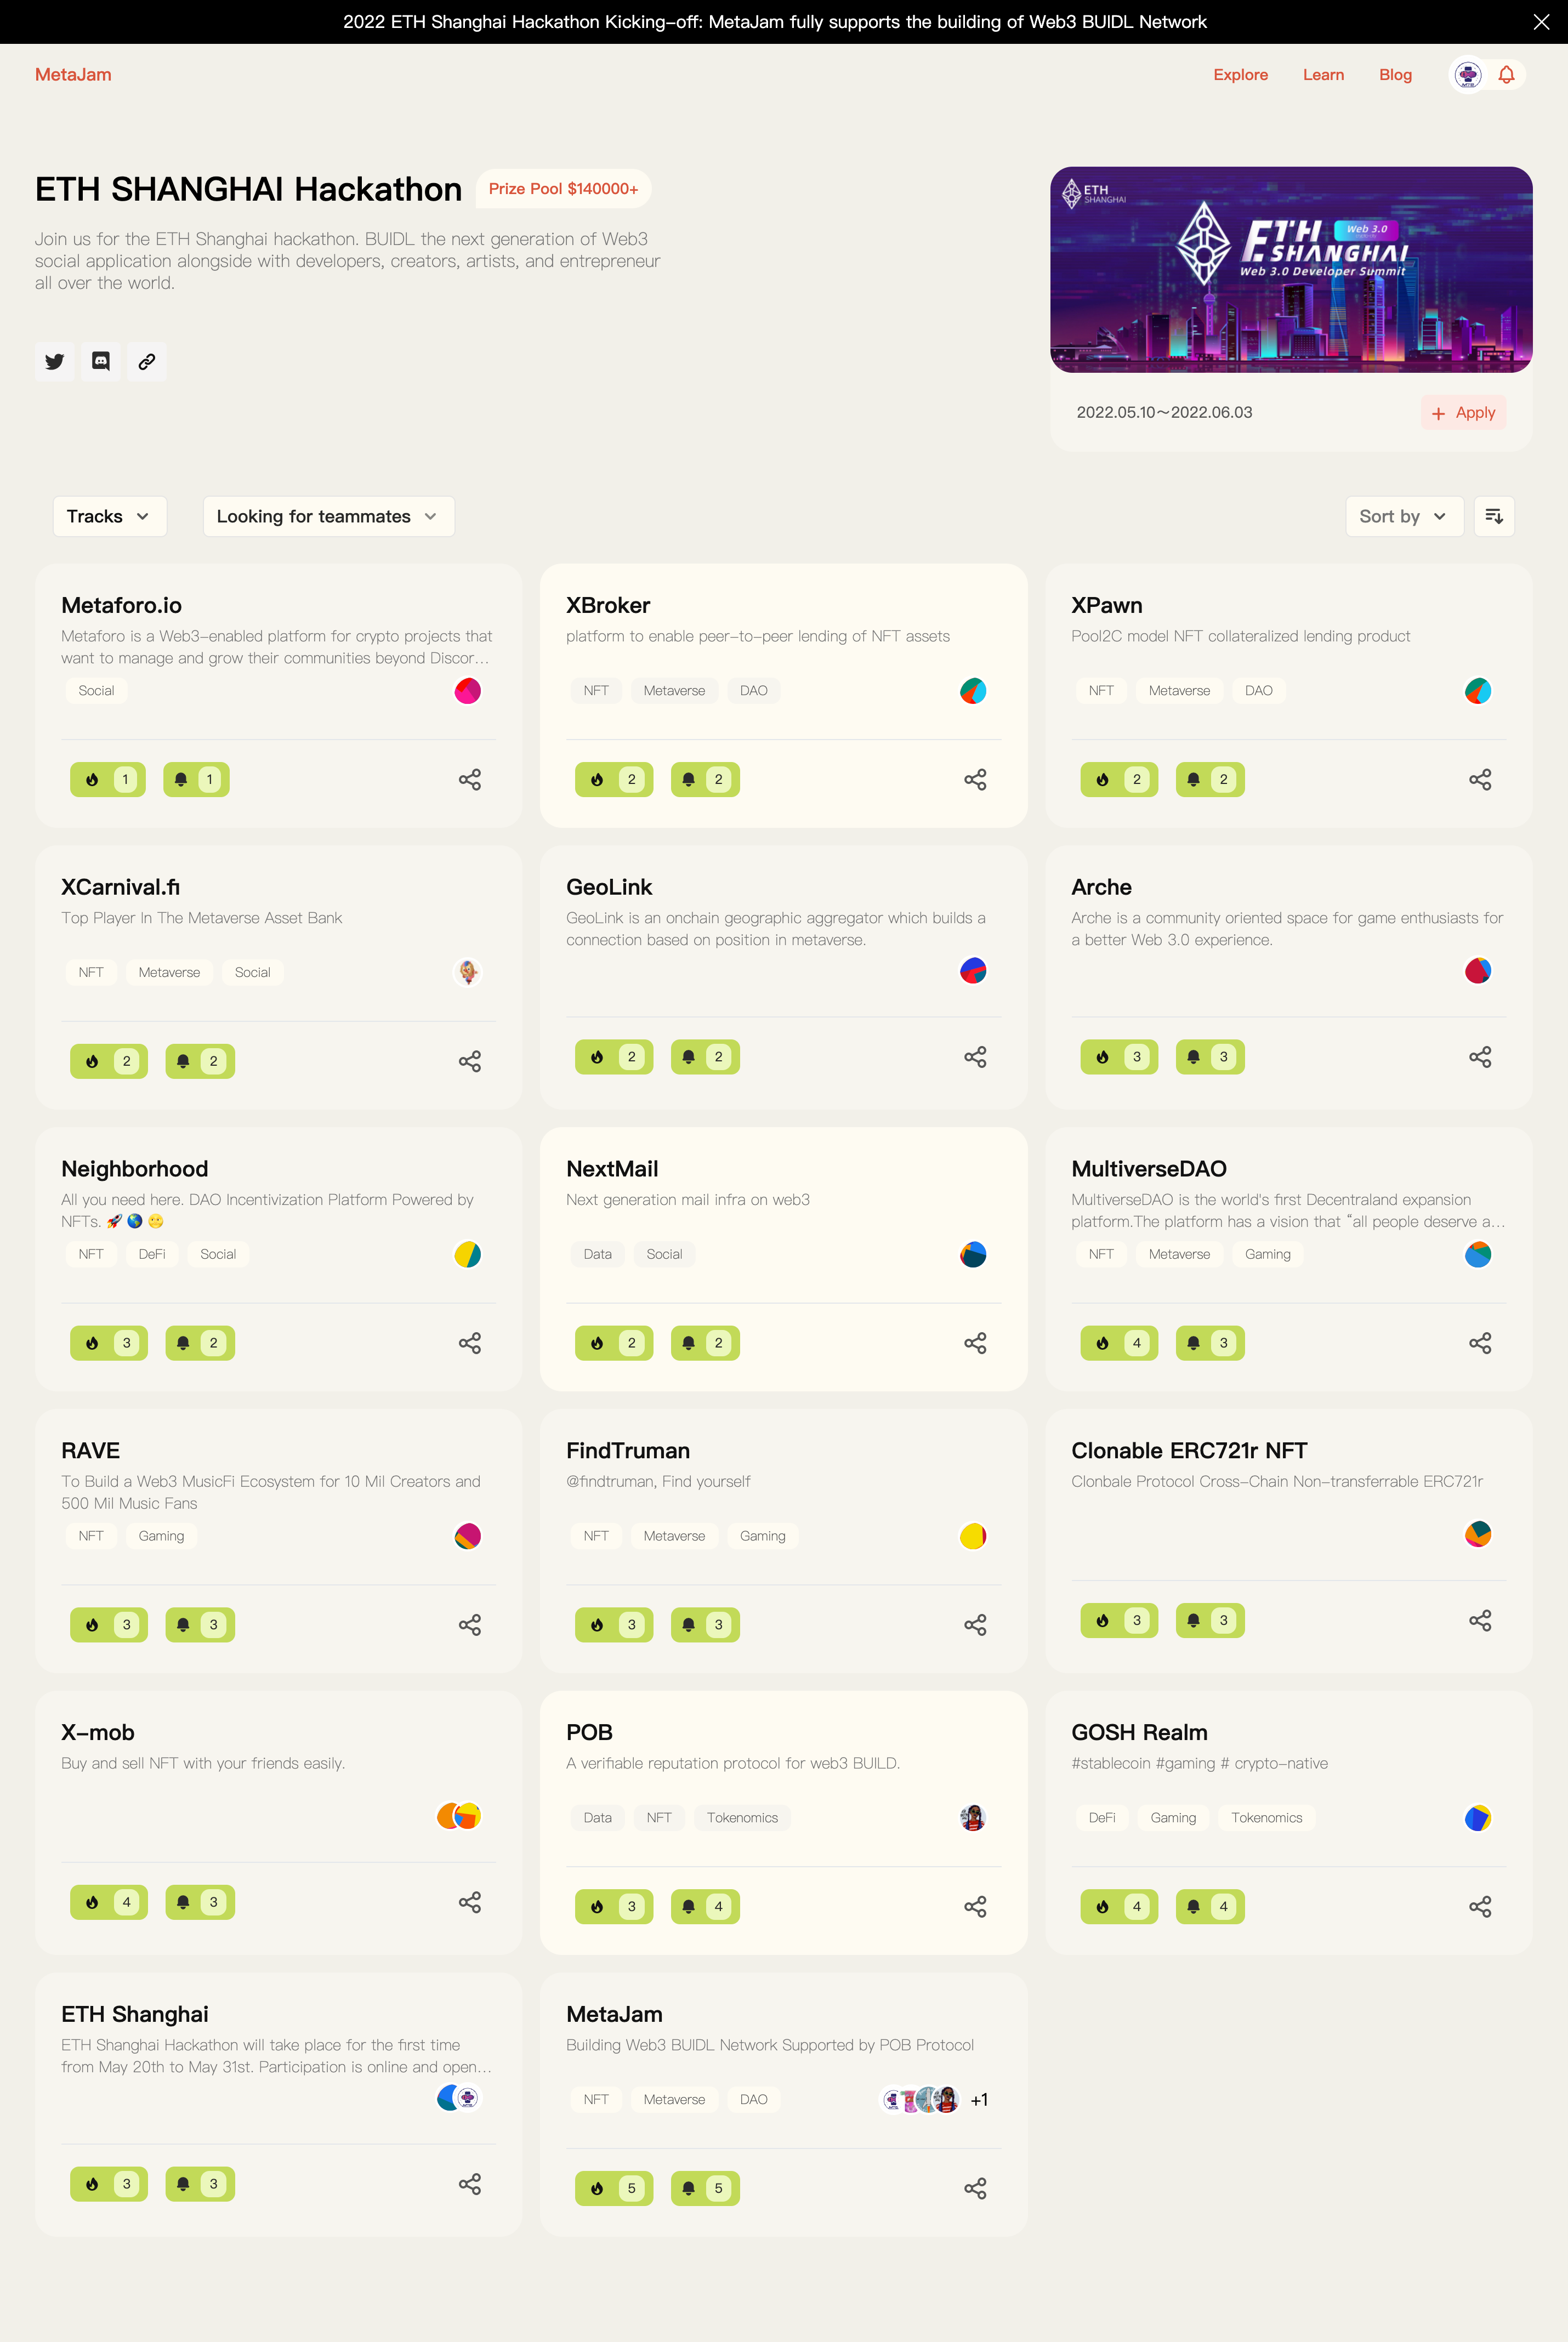 2022 ETH Shanghai Hackathon Kicking-off: MetaJam fully supports the building of Web3 BUIDL Network
MetaJam
Explore
Learn
Blog
ETH SHANGHAI Hackathon
Prize Pool $140000+
Join us for the ETH Shanghai hackathon. BUIDL the next generation of Web3
social application alongside with developers, creators, artists, and entrepreneur
all over the world.
ETH
SHANGHAI
ETH
Web 3.0
SHANGHAI
Web 3.0 Developer Summit
2022.05.10～2022.06.03
+ Apply
Tracks
Looking for teammates
Sort by
Metaforo.io
Metaforo is a Web3-enabled platform for crypto projects that
want to manage and grow their communities beyond Discor...
Social
1
1
XBroker
platform to enable peer-to-peer lending of NFT assets
NFT
Metaverse
DAO
2
2
XPawn
Pool2C model NFT collateralized lending product
NFT
Metaverse
DAO
2
2
XCarnival.fi
Top Player In The Metaverse Asset Bank
NFT
Metaverse
Social
2
2
GeoLink
GeoLink is an onchain geographic aggregator which builds a
connection based on position in metaverse.
2
2
Arche
Arche is a community oriented space for game enthusiasts for
a better Web 3.0 experience.
3
3
Neighborhood
All you need here. DAO Incentivization Platform Powered by
NFTs. 🚀 🌎 🌝
NFT
DeFi
Social
3
2
NextMail
Next generation mail infra on web3
Data
Social
2
2
MultiverseDAO
MultiverseDAO is the world's first Decentraland expansion
platform.The platform has a vision that “all people deserve a...
NFT
Metaverse
Gaming
4
3
RAVE
To Build a Web3 MusicFi Ecosystem for 10 Mil Creators and
500 Mil Music Fans
NFT
Gaming
3
3
FindTruman
@findtruman, Find yourself
NFT
Metaverse
Gaming
3
3
Clonable ERC721r NFT
Clonbale Protocol Cross-Chain Non-transferrable ERC721r
3
3
X-mob
Buy and sell NFT with your friends easily.
4
3
POB
A verifiable reputation protocol for web3 BUILD.
Data
NFT
Tokenomics
3
4
GOSH Realm
#stablecoin #gaming # crypto-native
DeFi
Gaming
Tokenomics
4
4
ETH Shanghai
ETH Shanghai Hackathon will take place for the first time
from May 20th to May 31st. Participation is online and open...
3
3
MetaJam
Building Web3 BUIDL Network Supported by POB Protocol
NFT
Metaverse
DAO
+1
5
5